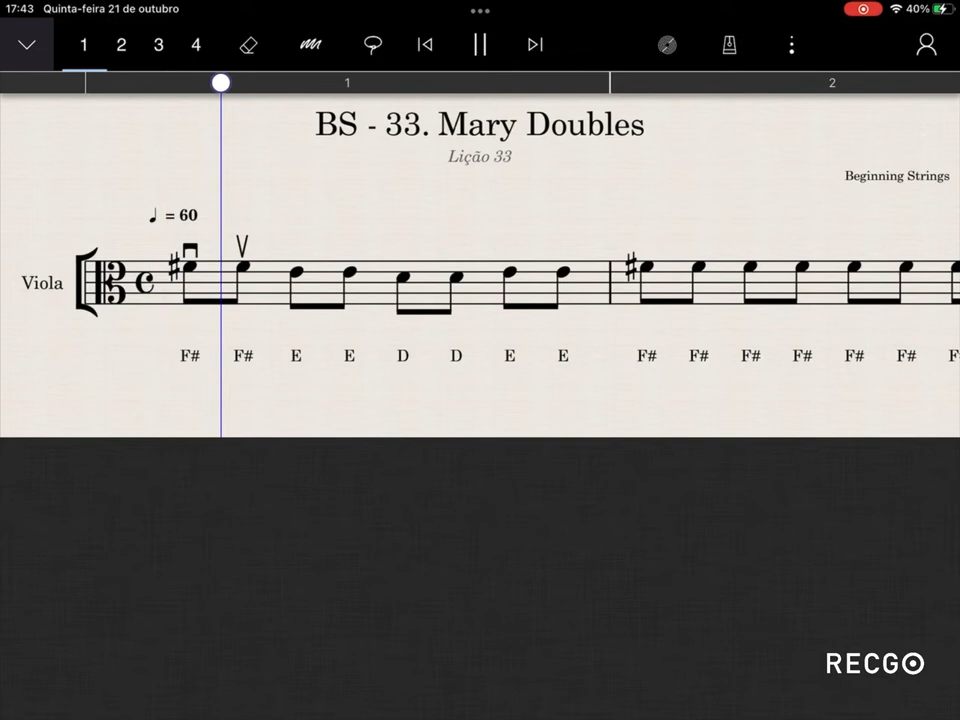 17:43 Quinta-feira 21 de outubro 40%
1 2 3 4
1 2
BS - 33. Mary Doubles
Lição 33
Beginning Strings
♩ = 60
Viola
F# F# E E D D E E F# F# F# F# F# F# F
RECGO